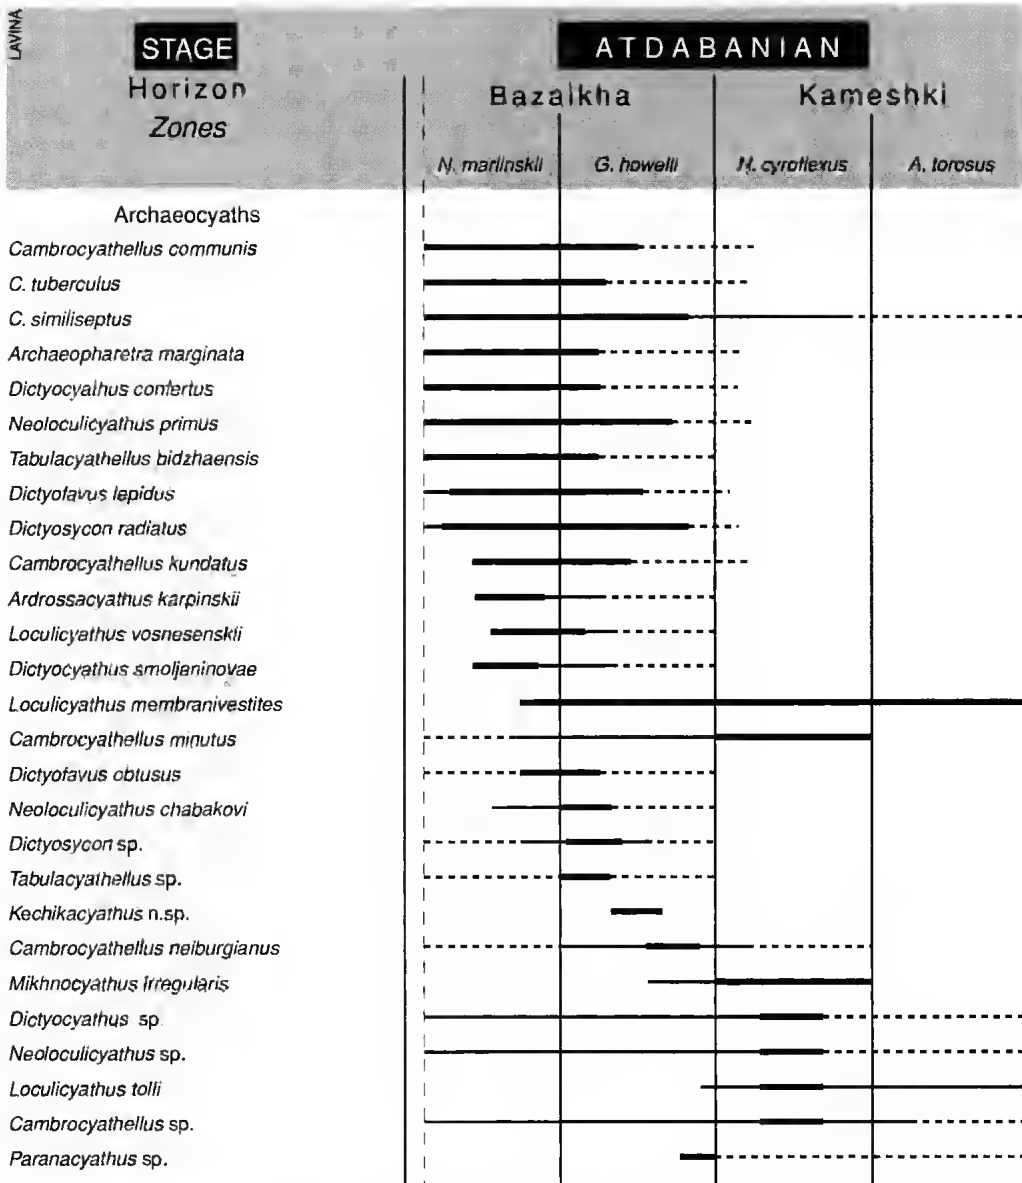 LAVINA
STAGE
ATDABANIAN
Horizon
Bazaikha
Kameshki
Zones
N. mariinskii
G. howelli
N. cyroflexus
A. torosus
Archaeocyaths
Cambrocyathellus communis
C. tuberculus
C. similiseptus
Archaeopharetra marginata
Dictyocyathus confertus
Neoloculicyathus primus
Tabulacyathellus bidzhaensis
Dictyofavus lepidus
Dictyosycon radiatus
Cambrocyathellus kundatus
Ardrossacyathus karpinskii
Loculicyathus vosnesenskii
Dictyocyathus smoljaninovae
Loculicyathus membranivestites
Cambrocyathellus minutus
Dictyofavus obtusus
Neoloculicyathus chabakovi
Dictyosycon sp.
Tabulacyathellus sp.
Kechikacyathus n.sp.
Cambrocyathellus neiburgianus
Mikhnocyathus irregularis
Dictyocyathus sp
Neoloculicyathus sp.
Loculicyathus tolli
Cambrocyathellus sp.
Paranacyathus sp.